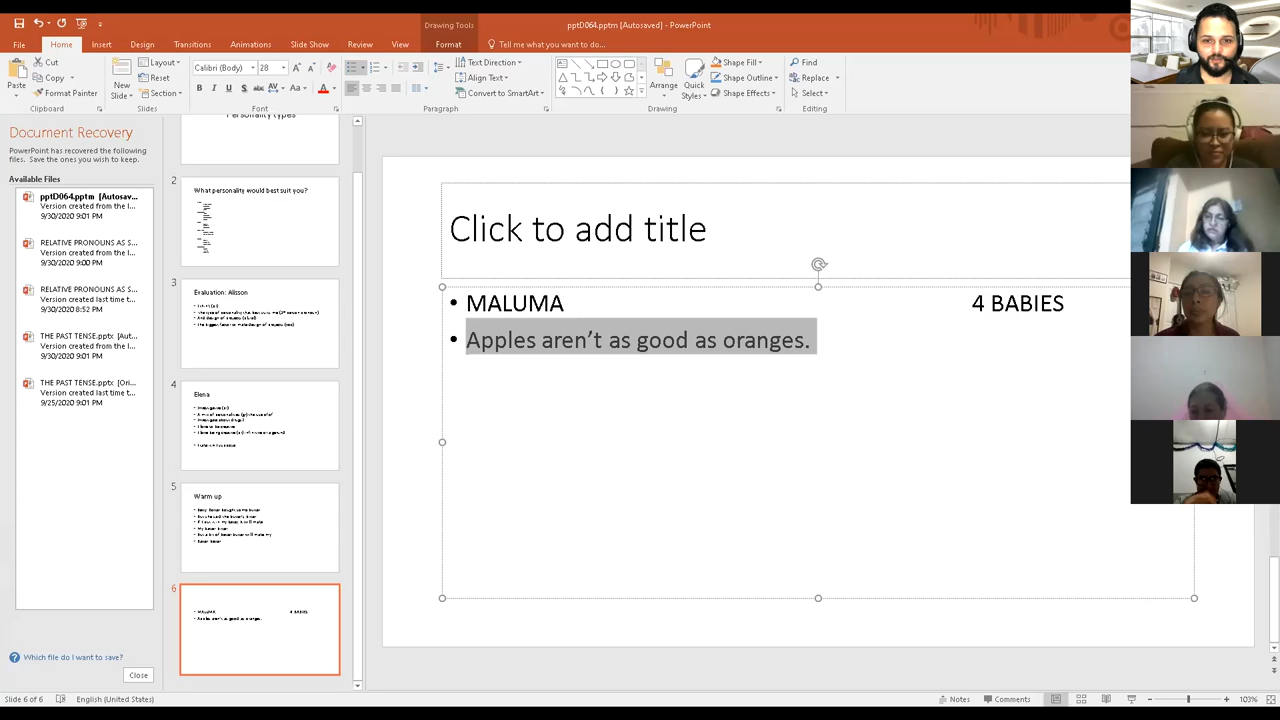 pptD064.pptm [Autosaved] - PowerPoint
Drawing Tools
File Home Insert Design Transitions Animations Slide Show Review View Format Tell me what you want to do...
Paste
Cut
Copy
Format Painter
Clipboard
New Slide
Layout
Reset
Section
Slides
Calibri (Body) 28
B I U S abc AV Aa A
Font
Text Direction
Align Text
Convert to SmartArt
Paragraph
Arrange
Quick Styles
Shape Fill
Shape Outline
Shape Effects
Drawing
Find
Replace
Select
Editing
Document Recovery
PowerPoint has recovered the following
files. Save the ones you wish to keep.
Available Files
pptD064.pptm [Autosav...
Version created from the l...
9/30/2020 9:01 PM
RELATIVE PRONOUNS AS S...
Version created from the l...
9/30/2020 9:00 PM
RELATIVE PRONOUNS AS S...
Version created last time t...
9/30/2020 8:52 PM
THE PAST TENSE.pptx [Aut...
Version created from the l...
9/30/2020 9:01 PM
THE PAST TENSE.pptx [Ori...
Version created last time t...
9/25/2020 9:01 PM
Which file do I want to save?
Close
Personality types
2
What personality would best suit you?
3
Evaluation: Alisson
4
Elena
5
Warm up
6
MALUMA 4 BABIES
Apples aren't as good as oranges.
Click to add title
• MALUMA 4 BABIES
• Apples aren’t as good as oranges.
Slide 6 of 6 English (United States) Notes Comments 103%